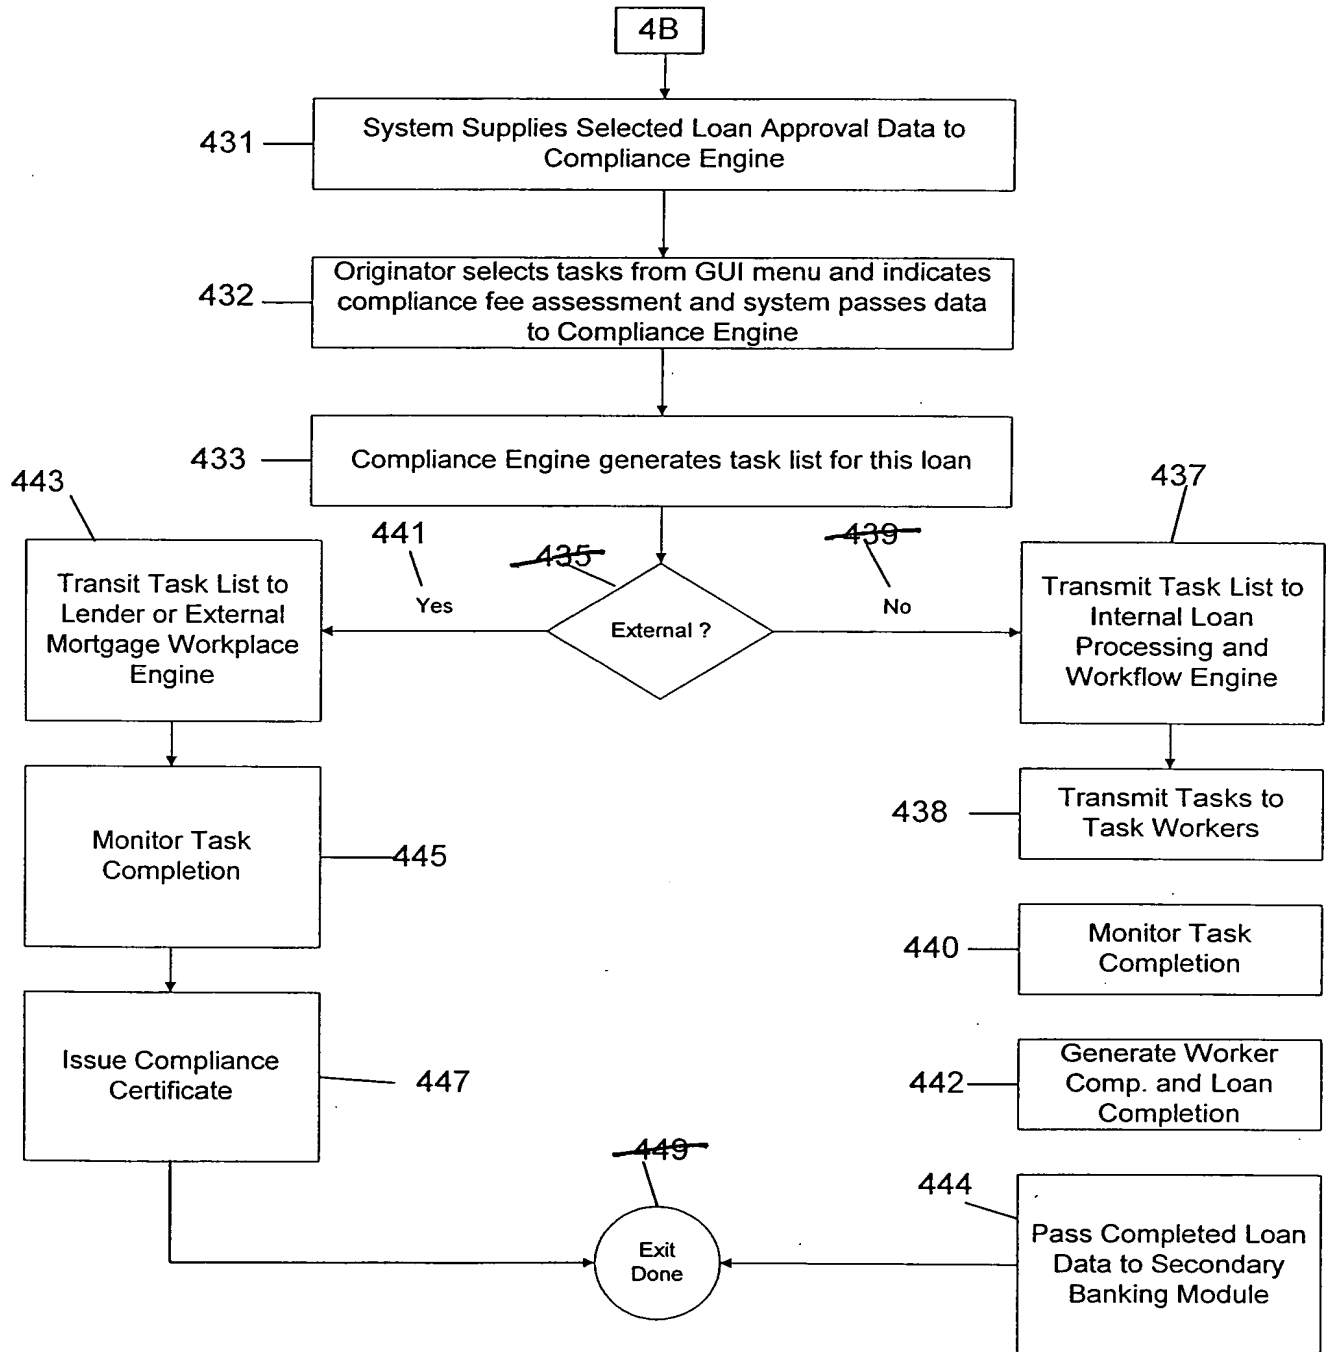 4B
431
System Supplies Selected Loan Approval Data to
Compliance Engine
432
Originator selects tasks from GUI menu and indicates
compliance fee assessment and system passes data
to Compliance Engine
433
Compliance Engine generates task list for this loan
443
441
435
439
437
Transit Task List to
Lender or External
Mortgage Workplace
Engine
Yes
External ?
No
Transmit Task List to
Internal Loan
Processing and
Workflow Engine
438
Transmit Tasks to
Task Workers
Monitor Task
Completion
445
440
Monitor Task
Completion
Issue Compliance
Certificate
447
442
Generate Worker
Comp. and Loan
Completion
449
Exit
Done
444
Pass Completed Loan
Data to Secondary
Banking Module